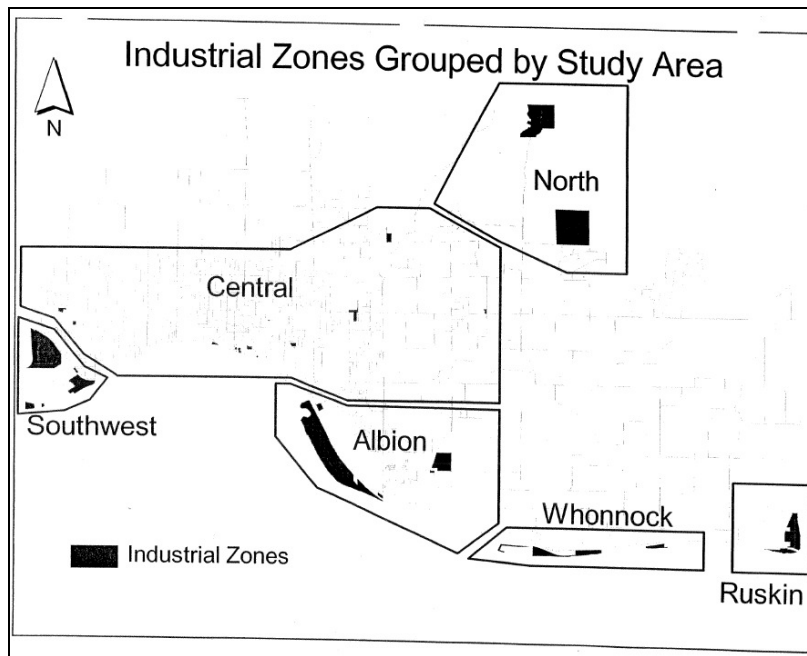 Industrial Zones Grouped by Study Area
N
North
Central
Southwest
Albion
Whonnock
Industrial Zones
Ruskin